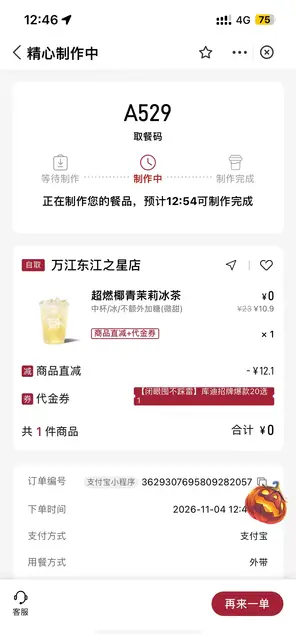 12:46
4G 75
精心制作中
A529
取餐码
等待制作
制作中
制作完成
正在制作您的餐品，预计12:54可制作完成
自取 万江东江之星店
超燃椰青茉莉冰茶 ¥0
中杯/冰/不额外加糖(微甜) ¥23 ¥10.9
商品直减+代金券 × 1
减 商品直减 - ¥12.1
券 代金券 【闭眼囤不踩雷】库迪招牌爆款20选1
共 1 件商品 合计 ¥0
订单编号 支付宝小程序 3629307695809282057
下单时间 2026-11-04 12:4
支付方式 支付宝
用餐方式 外带
客服
再来一单